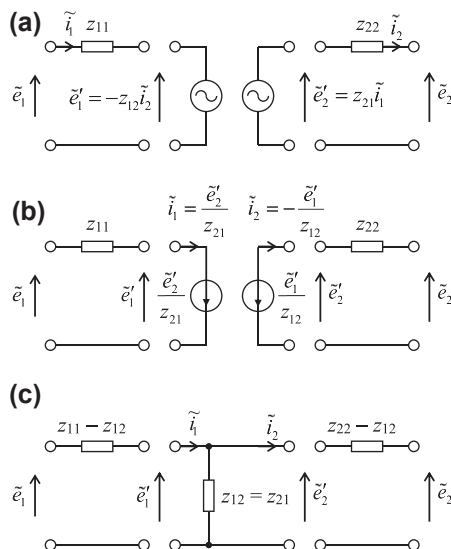 (a)
ĩ₁ z₁₁ z₂₂ ĩ₂
ẽ₁ ẽ′₁ = −z₁₂ĩ₂ ẽ′₂ = z₂₁ĩ₁ ẽ₂
(b)
ĩ₁ = ẽ′₂/z₂₁ ĩ₂ = −ẽ′₁/z₁₂
z₁₁ z₂₂
ẽ₁ ẽ′₁ ẽ′₂/z₂₁ ẽ′₁/z₁₂ ẽ′₂ ẽ₂
(c)
z₁₁ − z₁₂ ĩ₁ ĩ₂ z₂₂ − z₁₂
ẽ₁ ẽ′₁ z₁₂ = z₂₁ ẽ′₂ ẽ₂